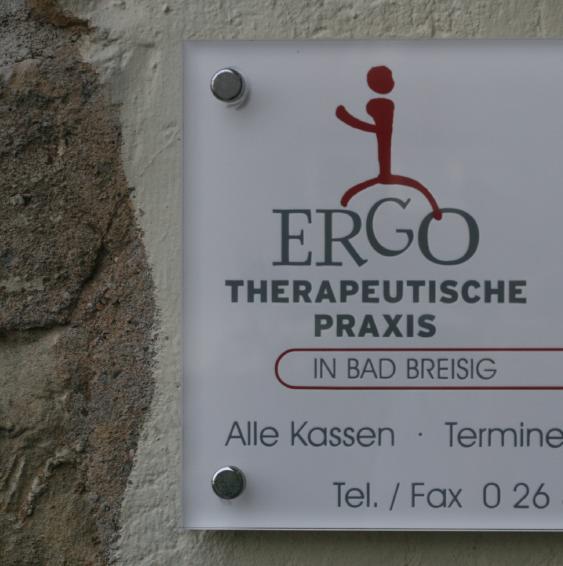 ERGO
THERAPEUTISCHE
PRAXIS
IN BAD BREISIG
Alle Kassen · Termine
Tel. / Fax 0 26